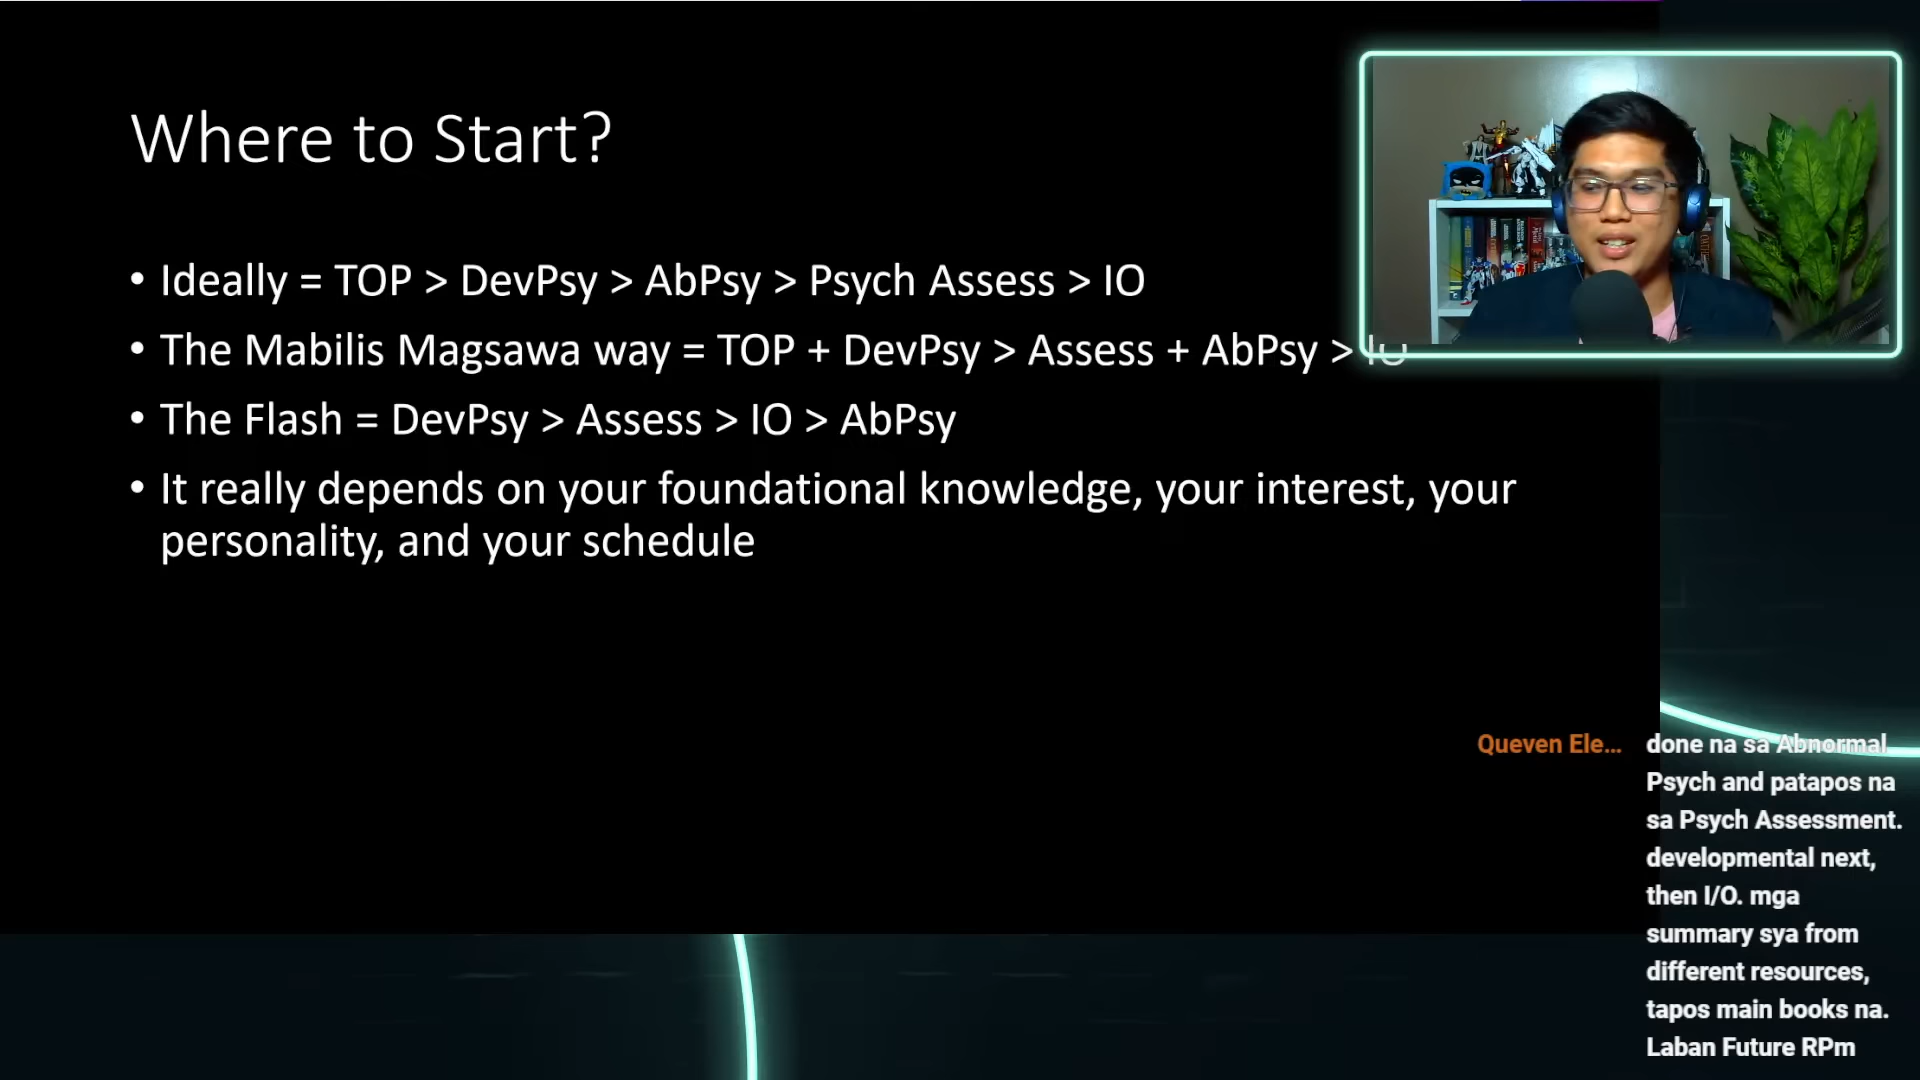 Where to Start?
• Ideally = TOP > DevPsy > AbPsy > Psych Assess > IO
• The Mabilis Magsawa way = TOP + DevPsy > Assess + AbPsy > IO
• The Flash = DevPsy > Assess > IO > AbPsy
• It really depends on your foundational knowledge, your interest, your
personality, and your schedule
Queven Ele... done na sa Abnormal
Psych and patapos na
sa Psych Assessment.
developmental next,
then I/O. mga
summary sya from
different resources,
tapos main books na.
Laban Future RPm